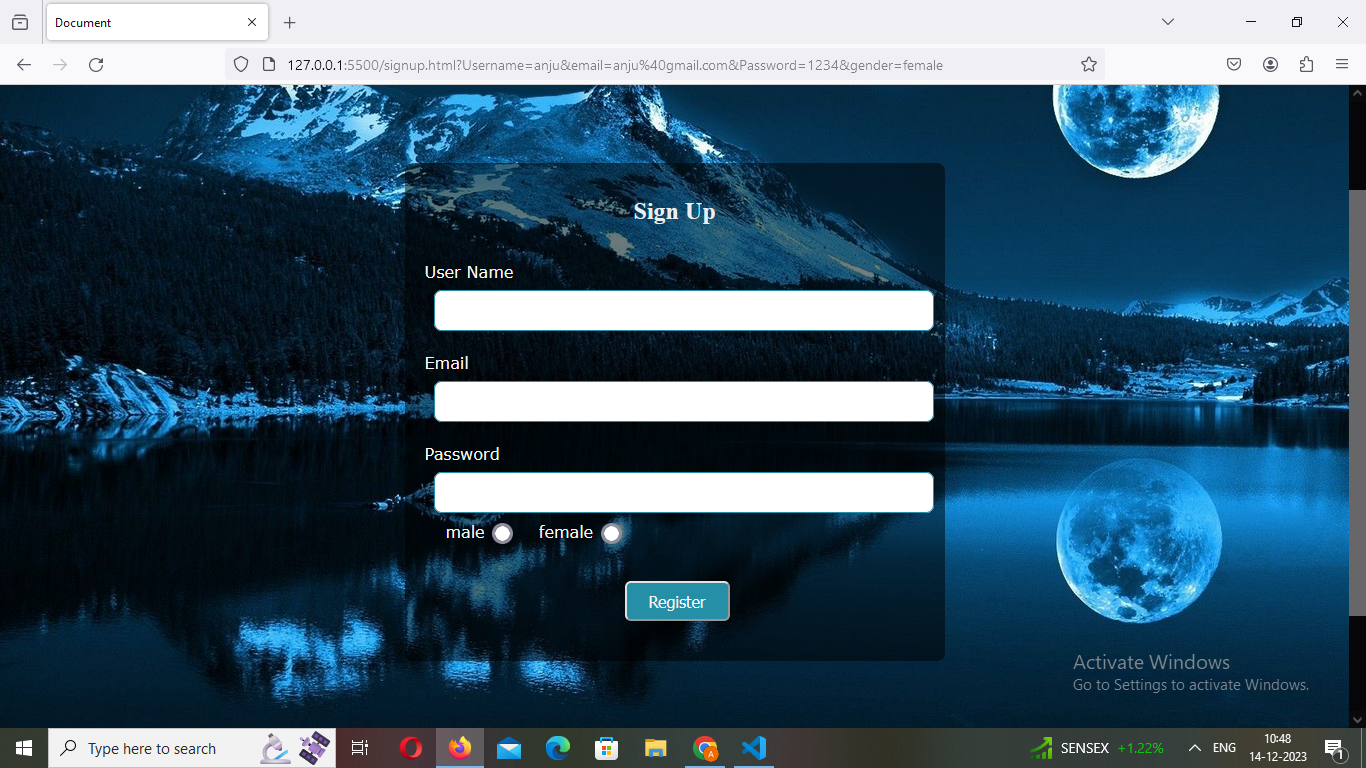 Document
127.0.0.1:5500/signup.html?Username=anju&email=anju%40gmail.com&Password=1234&gender=female
Sign Up
User Name
Email
Password
male female
Register
Activate Windows
Go to Settings to activate Windows.
Type here to search
SENSEX +1.22%
ENG
10:48
14-12-2023
1
A